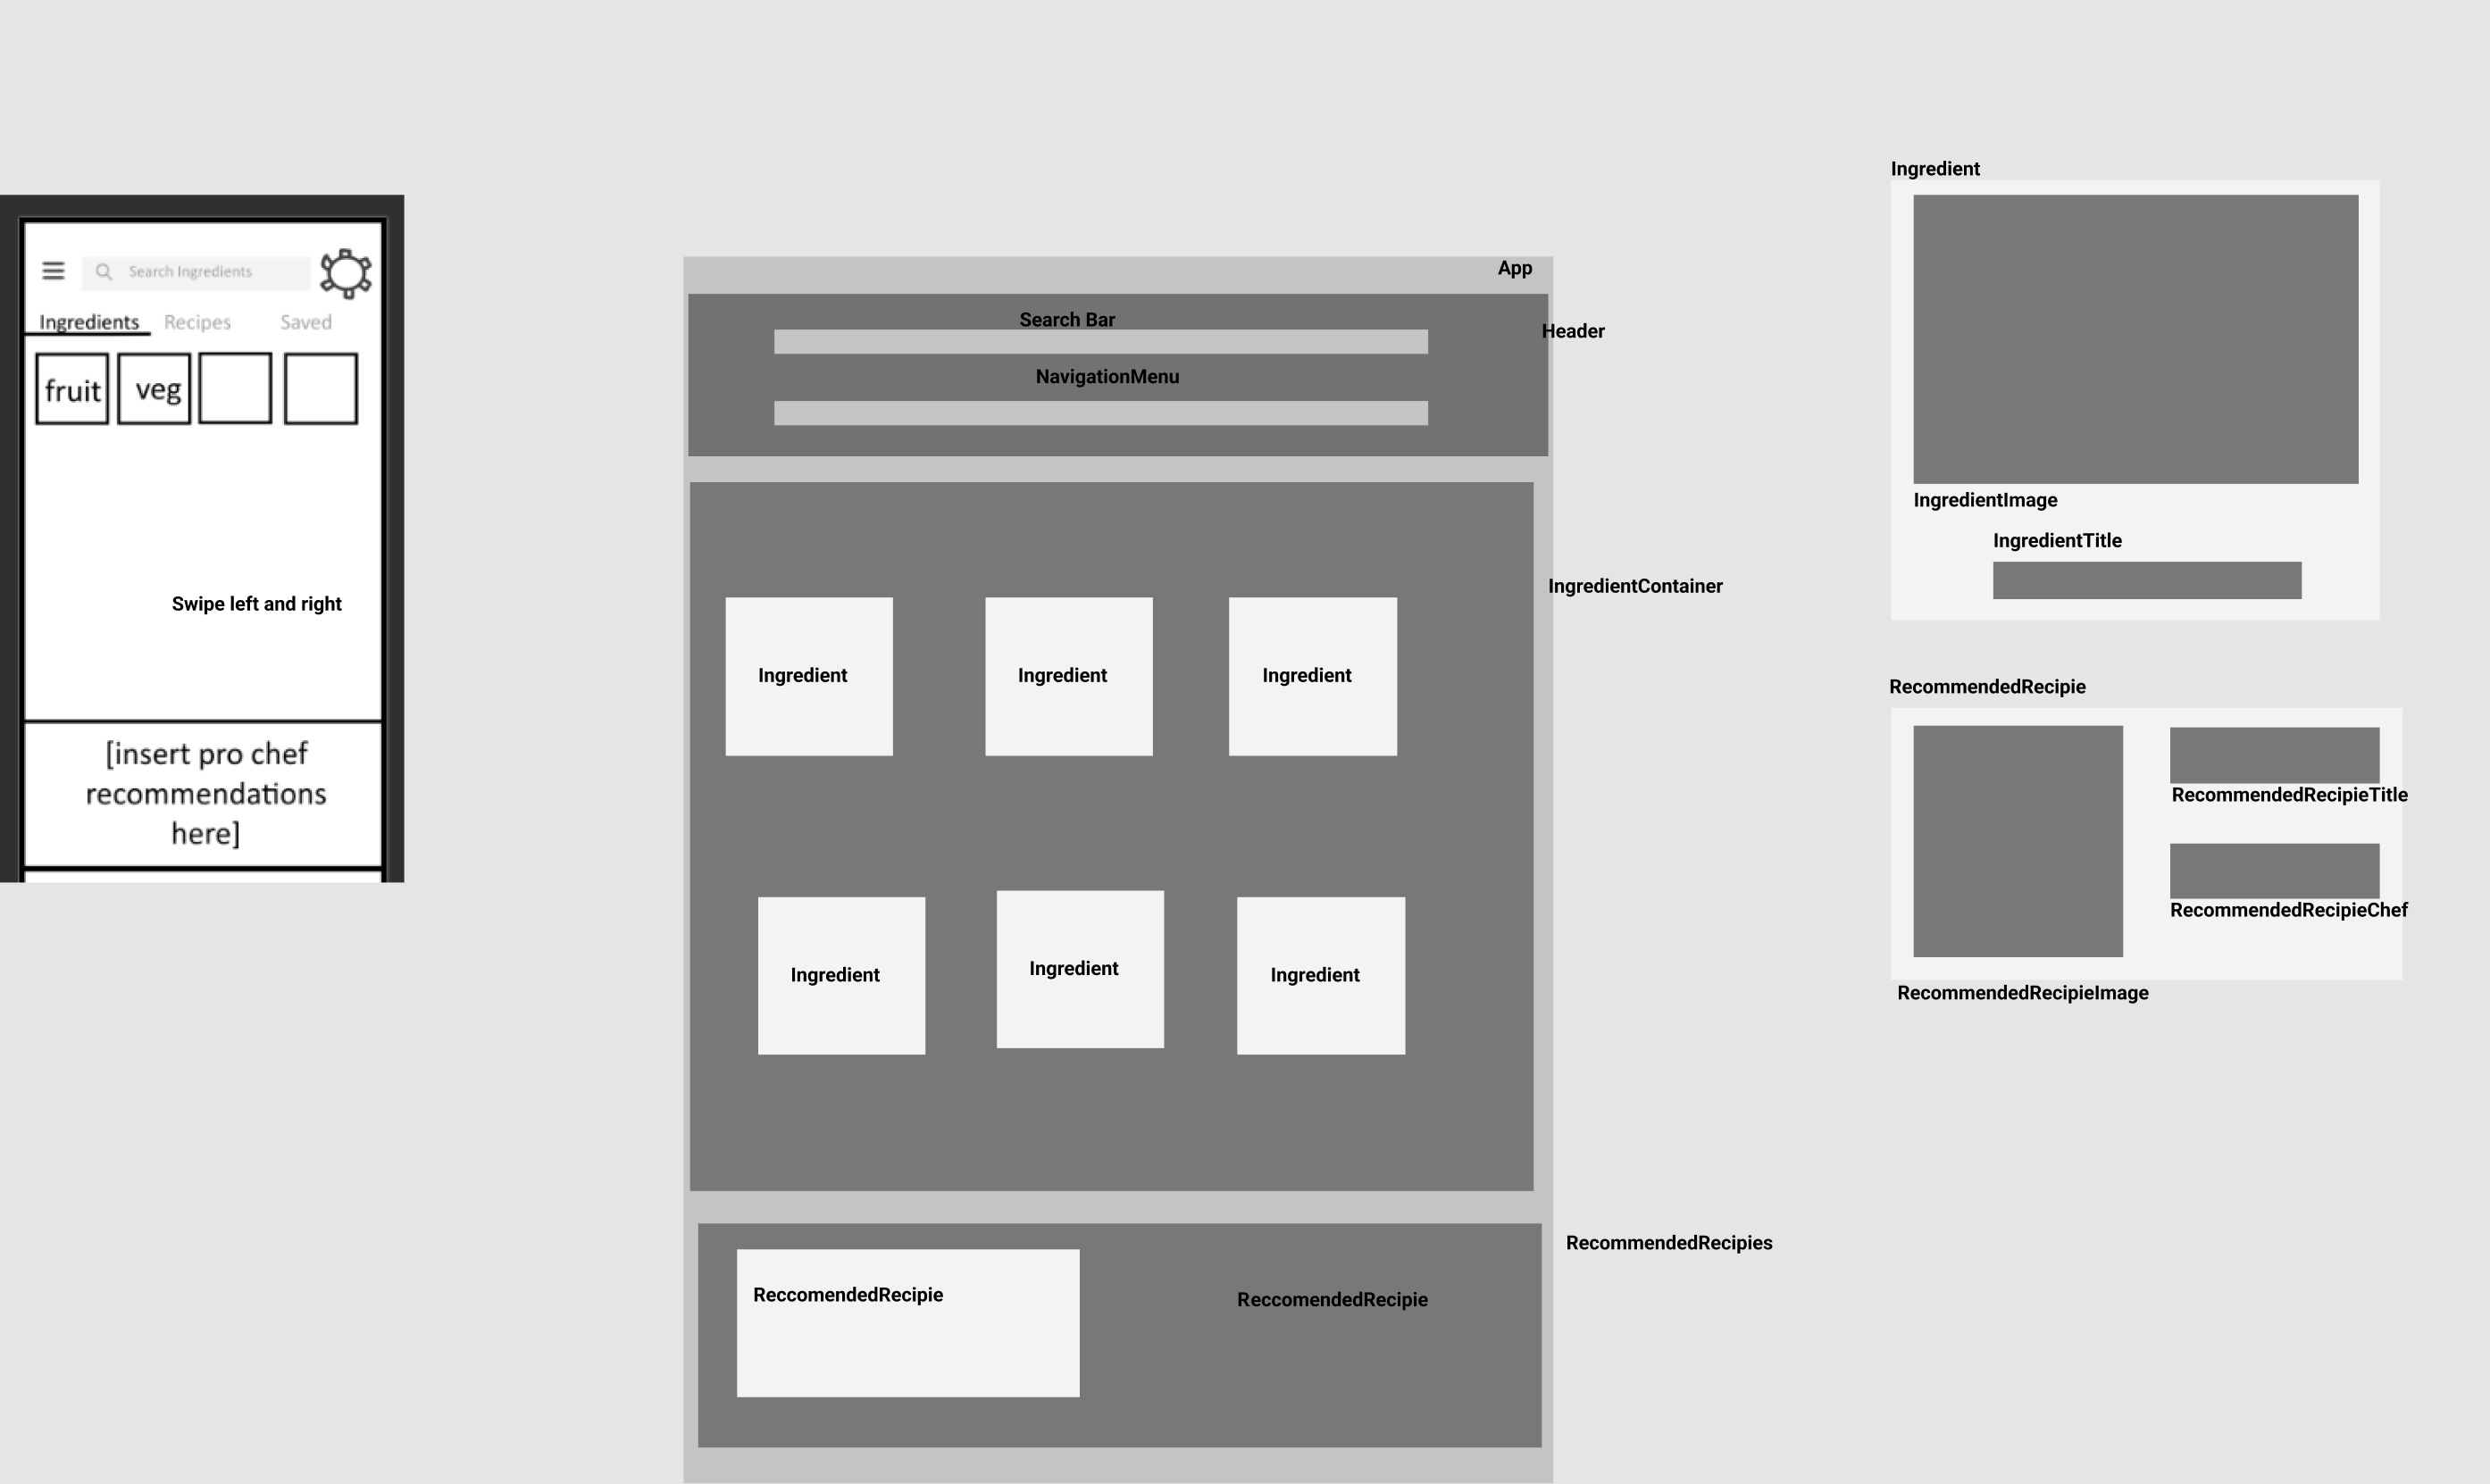 Search Ingredients
Ingredients Recipes Saved
fruit veg
Swipe left and right
[insert pro chef
recommendations
here]
App
Search Bar
Header
NavigationMenu
IngredientContainer
Ingredient Ingredient Ingredient
Ingredient Ingredient Ingredient
RecommendedRecipies
ReccomendedRecipie ReccomendedRecipie
Ingredient
IngredientImage
IngredientTitle
RecommendedRecipie
RecommendedRecipieTitle
RecommendedRecipieChef
RecommendedRecipieImage